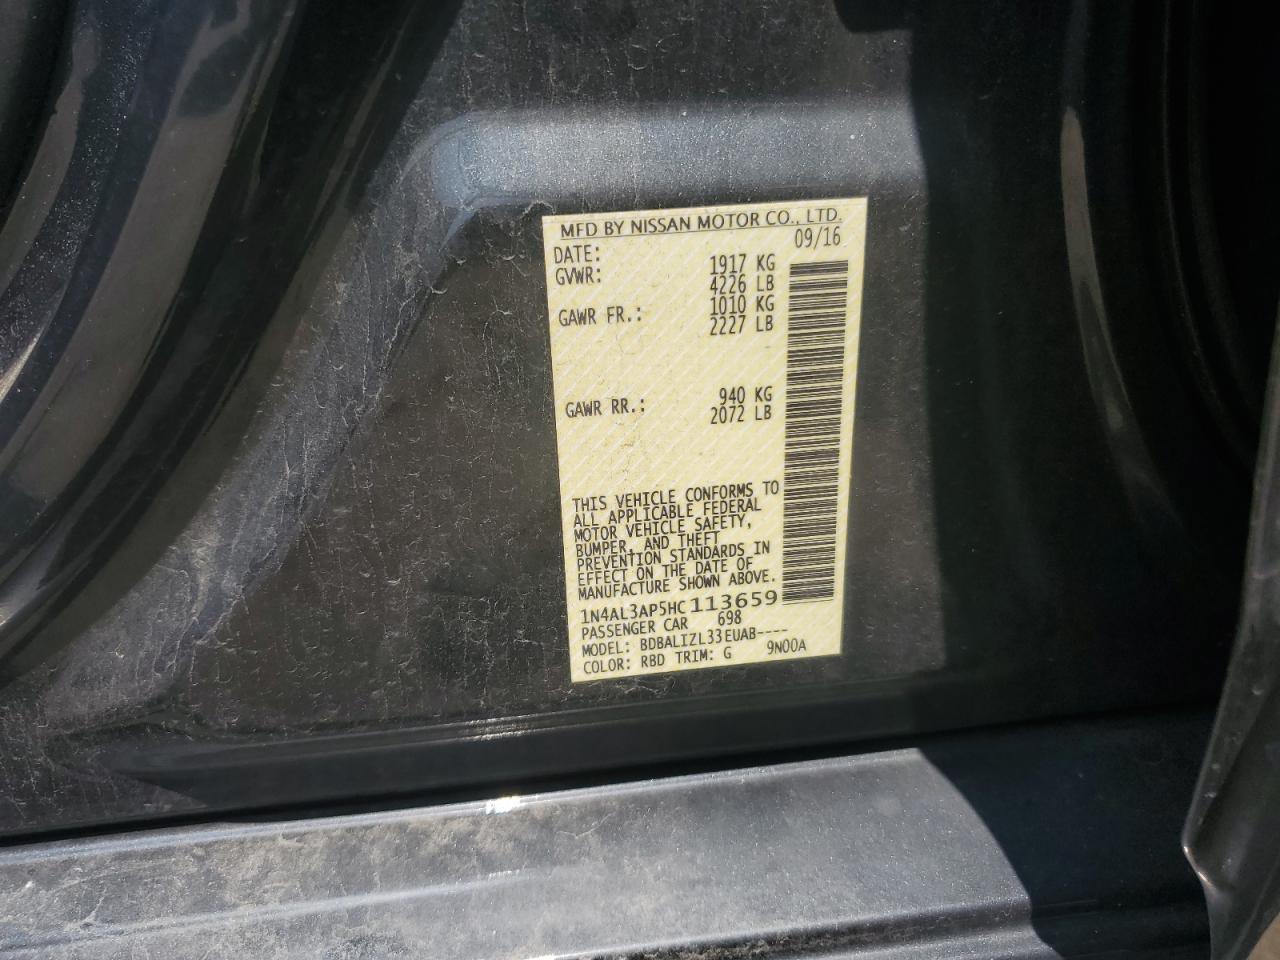 MFD BY NISSAN MOTOR CO., LTD.
DATE: 09/16
GVWR: 1917 KG
4226 LB
GAWR FR.: 1010 KG
2227 LB
GAWR RR.: 940 KG
2072 LB
THIS VEHICLE CONFORMS TO
ALL APPLICABLE FEDERAL
MOTOR VEHICLE SAFETY,
BUMPER, AND THEFT
PREVENTION STANDARDS IN
EFFECT ON THE DATE OF
MANUFACTURE SHOWN ABOVE.
1N4AL3AP5HC113659
PASSENGER CAR 698
MODEL: BDBALIZL33EUAB----
COLOR: RBD TRIM: G 9N00A